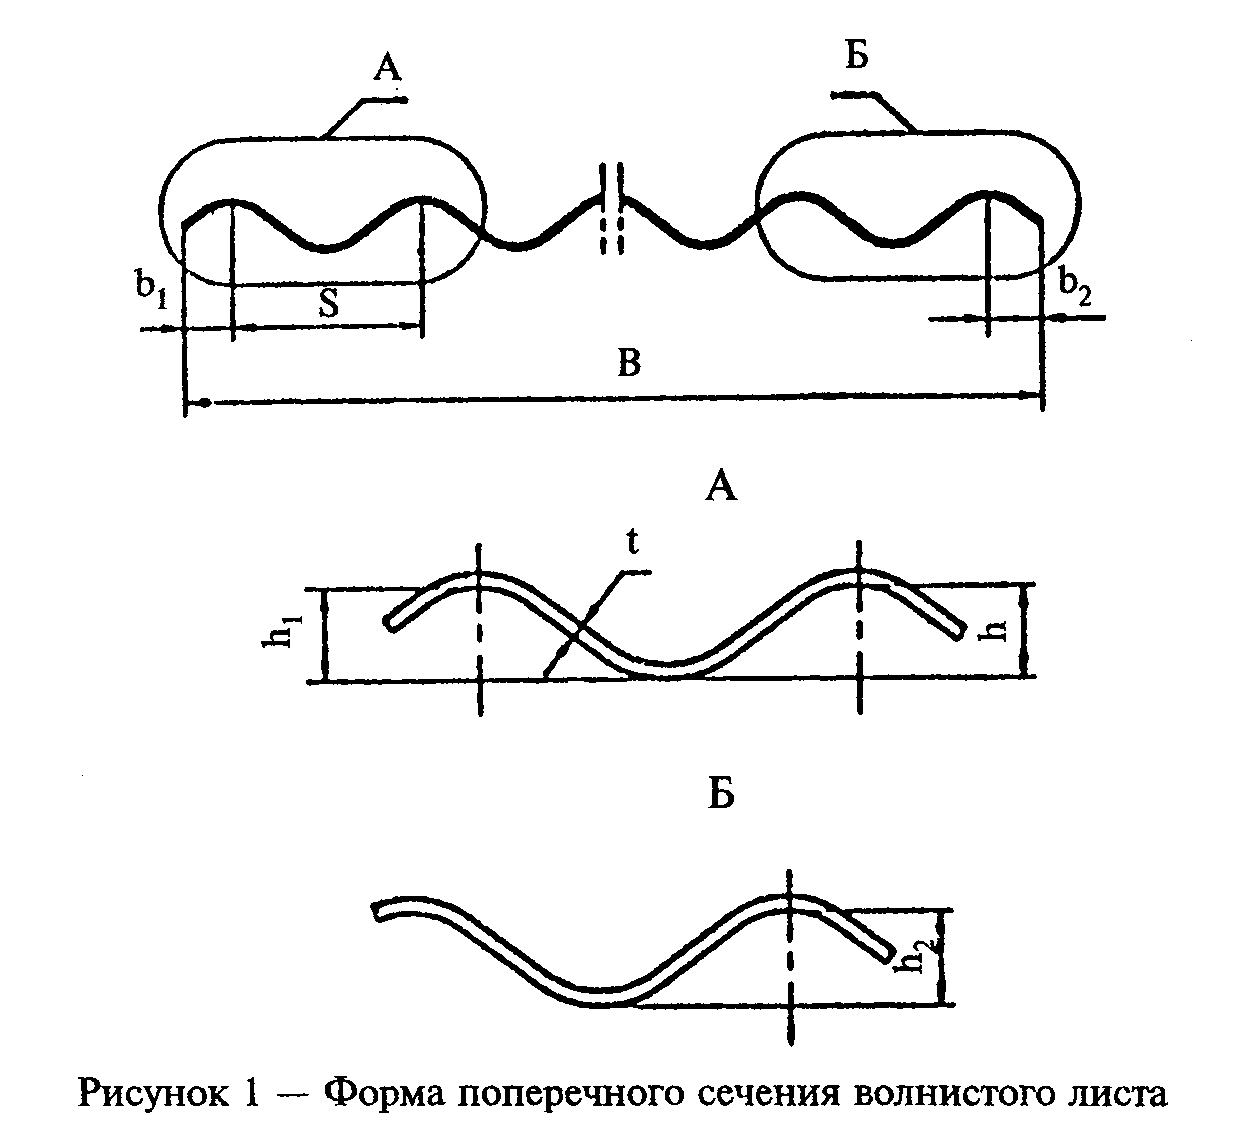 А Б
b1 S b2
В
А
t
h1 h
Б
h2
Рисунок 1 — Форма поперечного сечения волнистого листа